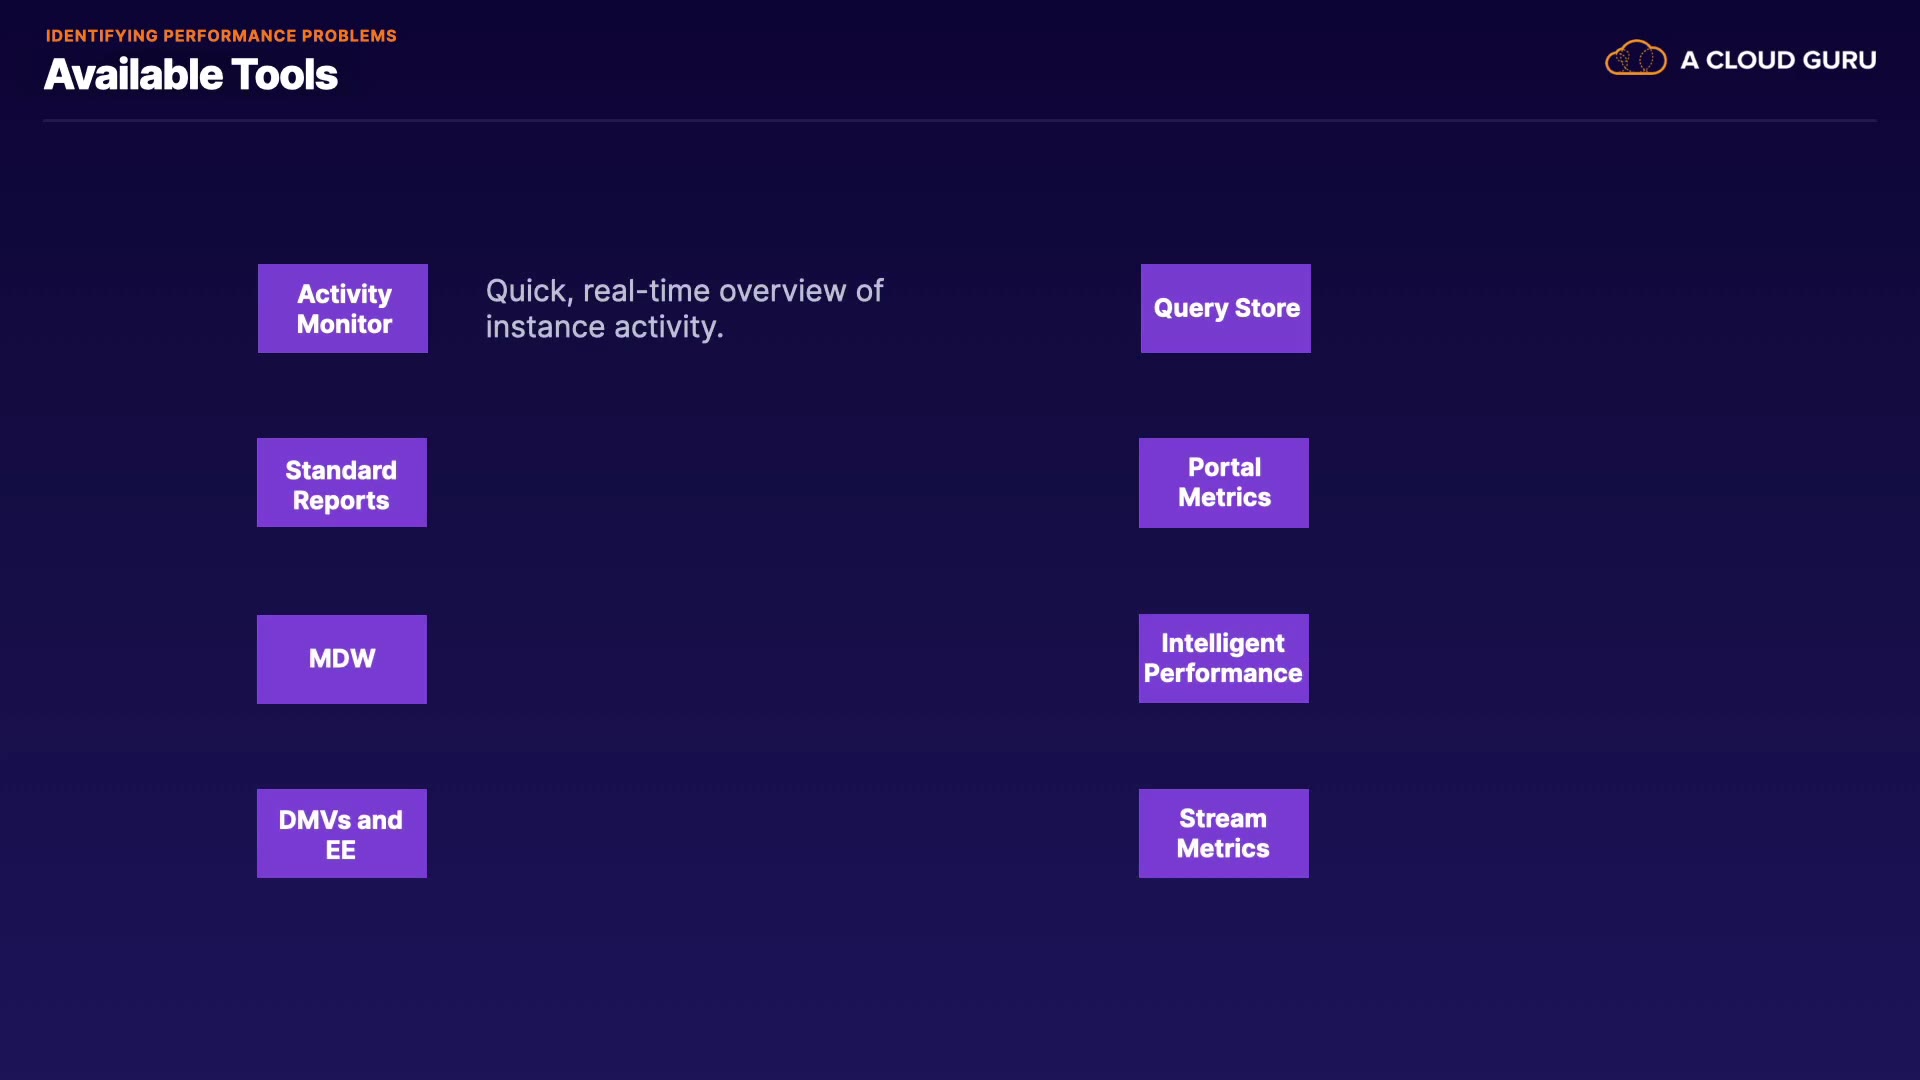 IDENTIFYING PERFORMANCE PROBLEMS
Available Tools
A CLOUD GURU
Activity
Monitor
Quick, real-time overview of
instance activity.
Standard
Reports
MDW
DMVs and
EE
Query Store
Portal
Metrics
Intelligent
Performance
Stream
Metrics